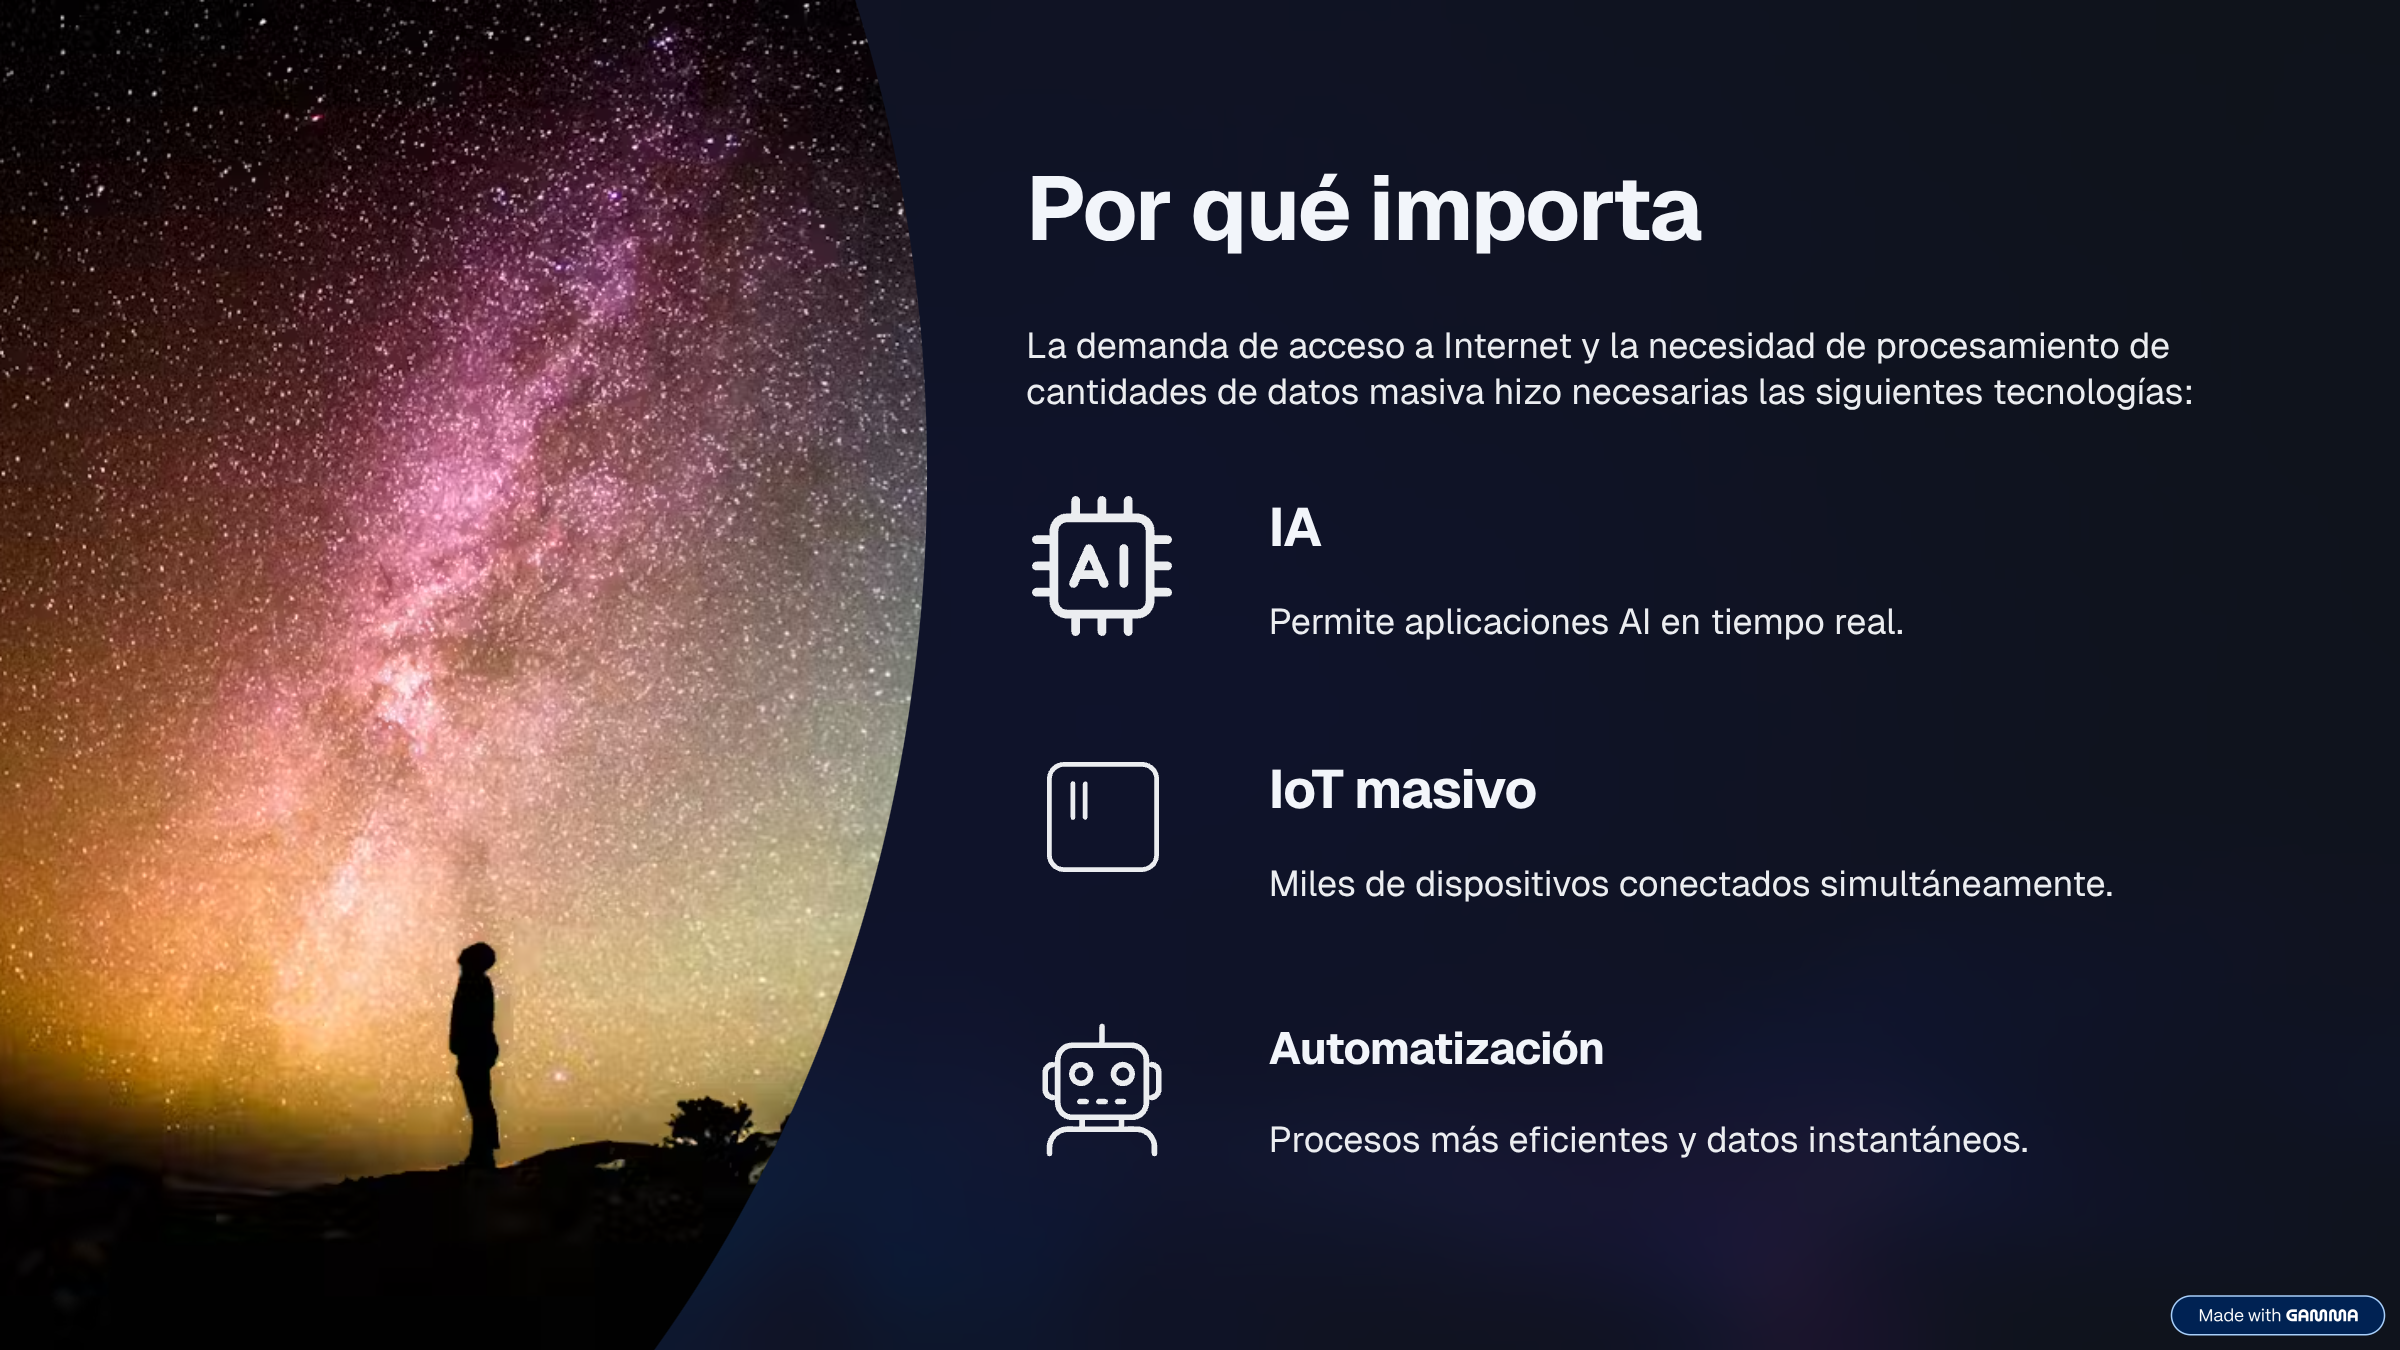 Por qué importa
La demanda de acceso a Internet y la necesidad de procesamiento de
cantidades de datos masiva hizo necesarias las siguientes tecnologías:
AI
IA
Permite aplicaciones AI en tiempo real.
IoT masivo
Miles de dispositivos conectados simultáneamente.
Automatización
Procesos más eficientes y datos instantáneos.
Made with GAMMA